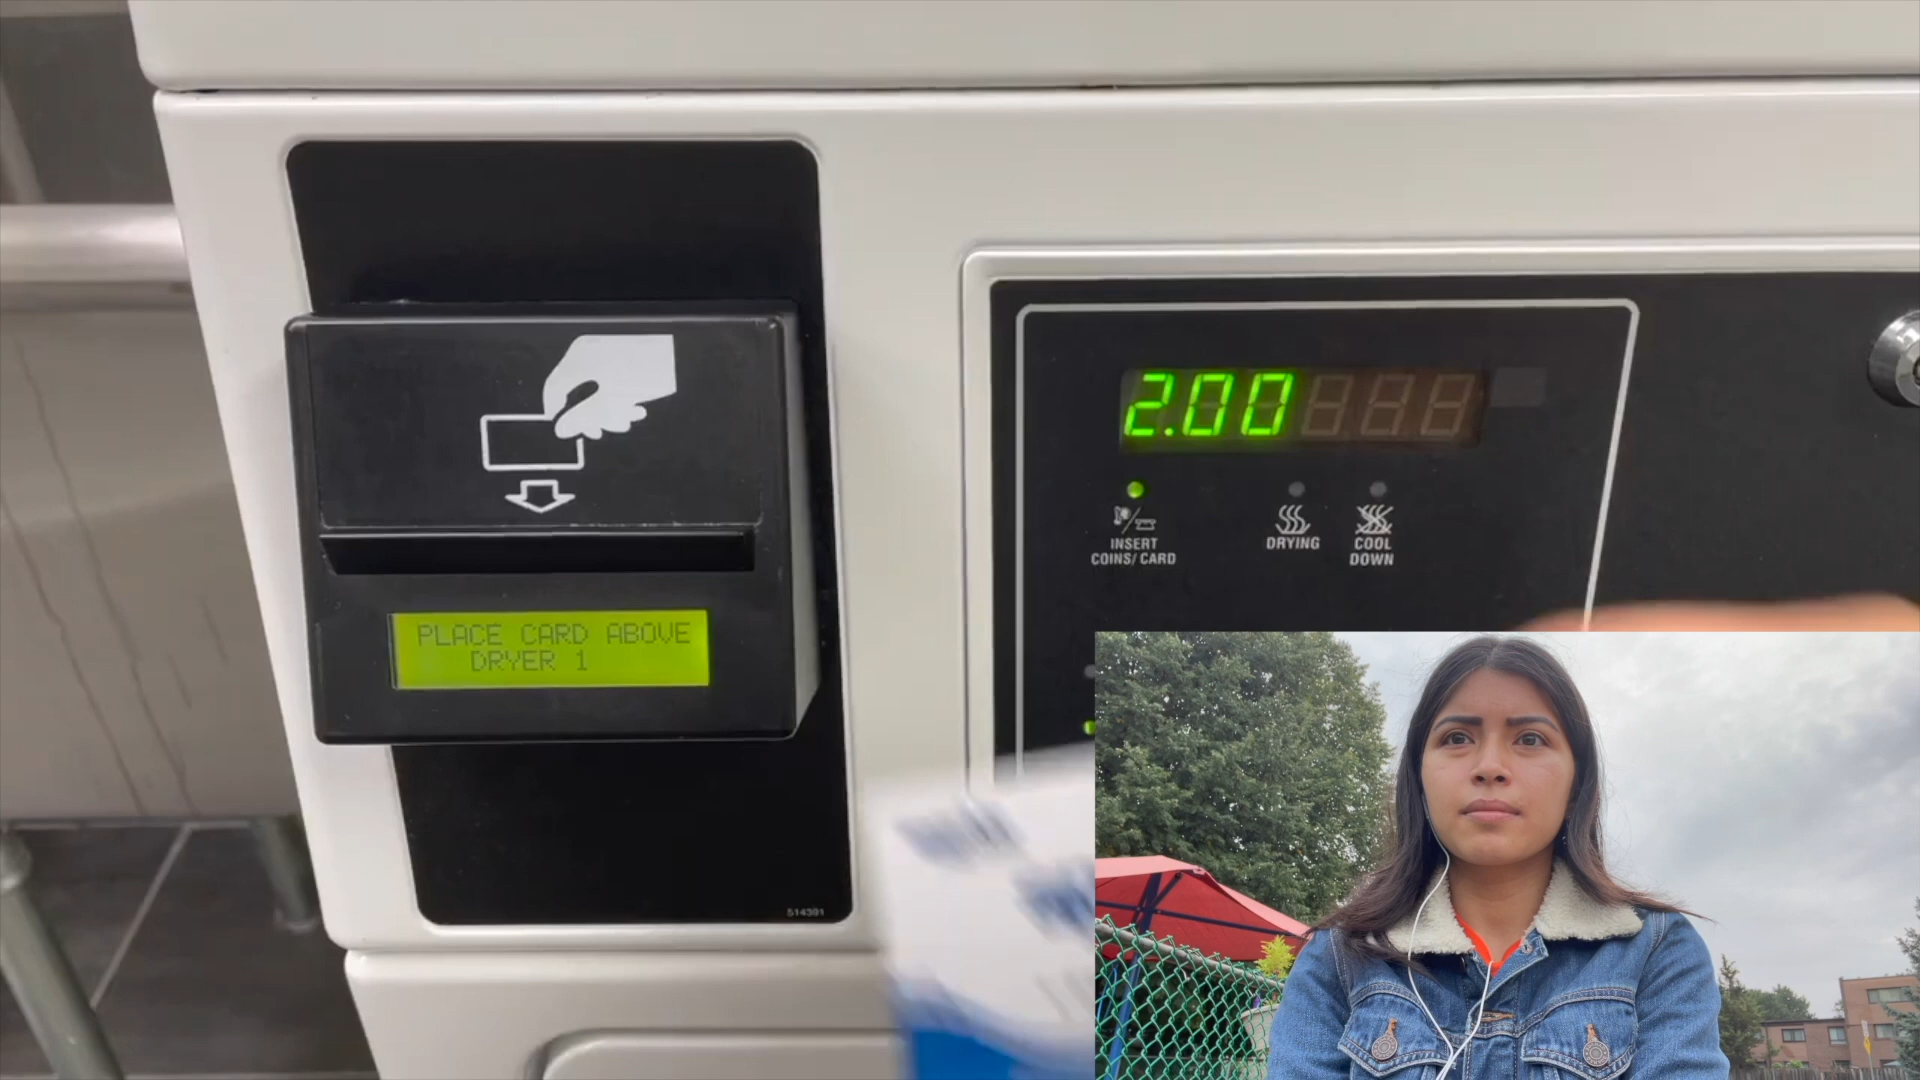 PLACE CARD ABOVE
DRYER 1
514391
2.00
INSERT
COINS/CARD
DRYING
COOL
DOWN